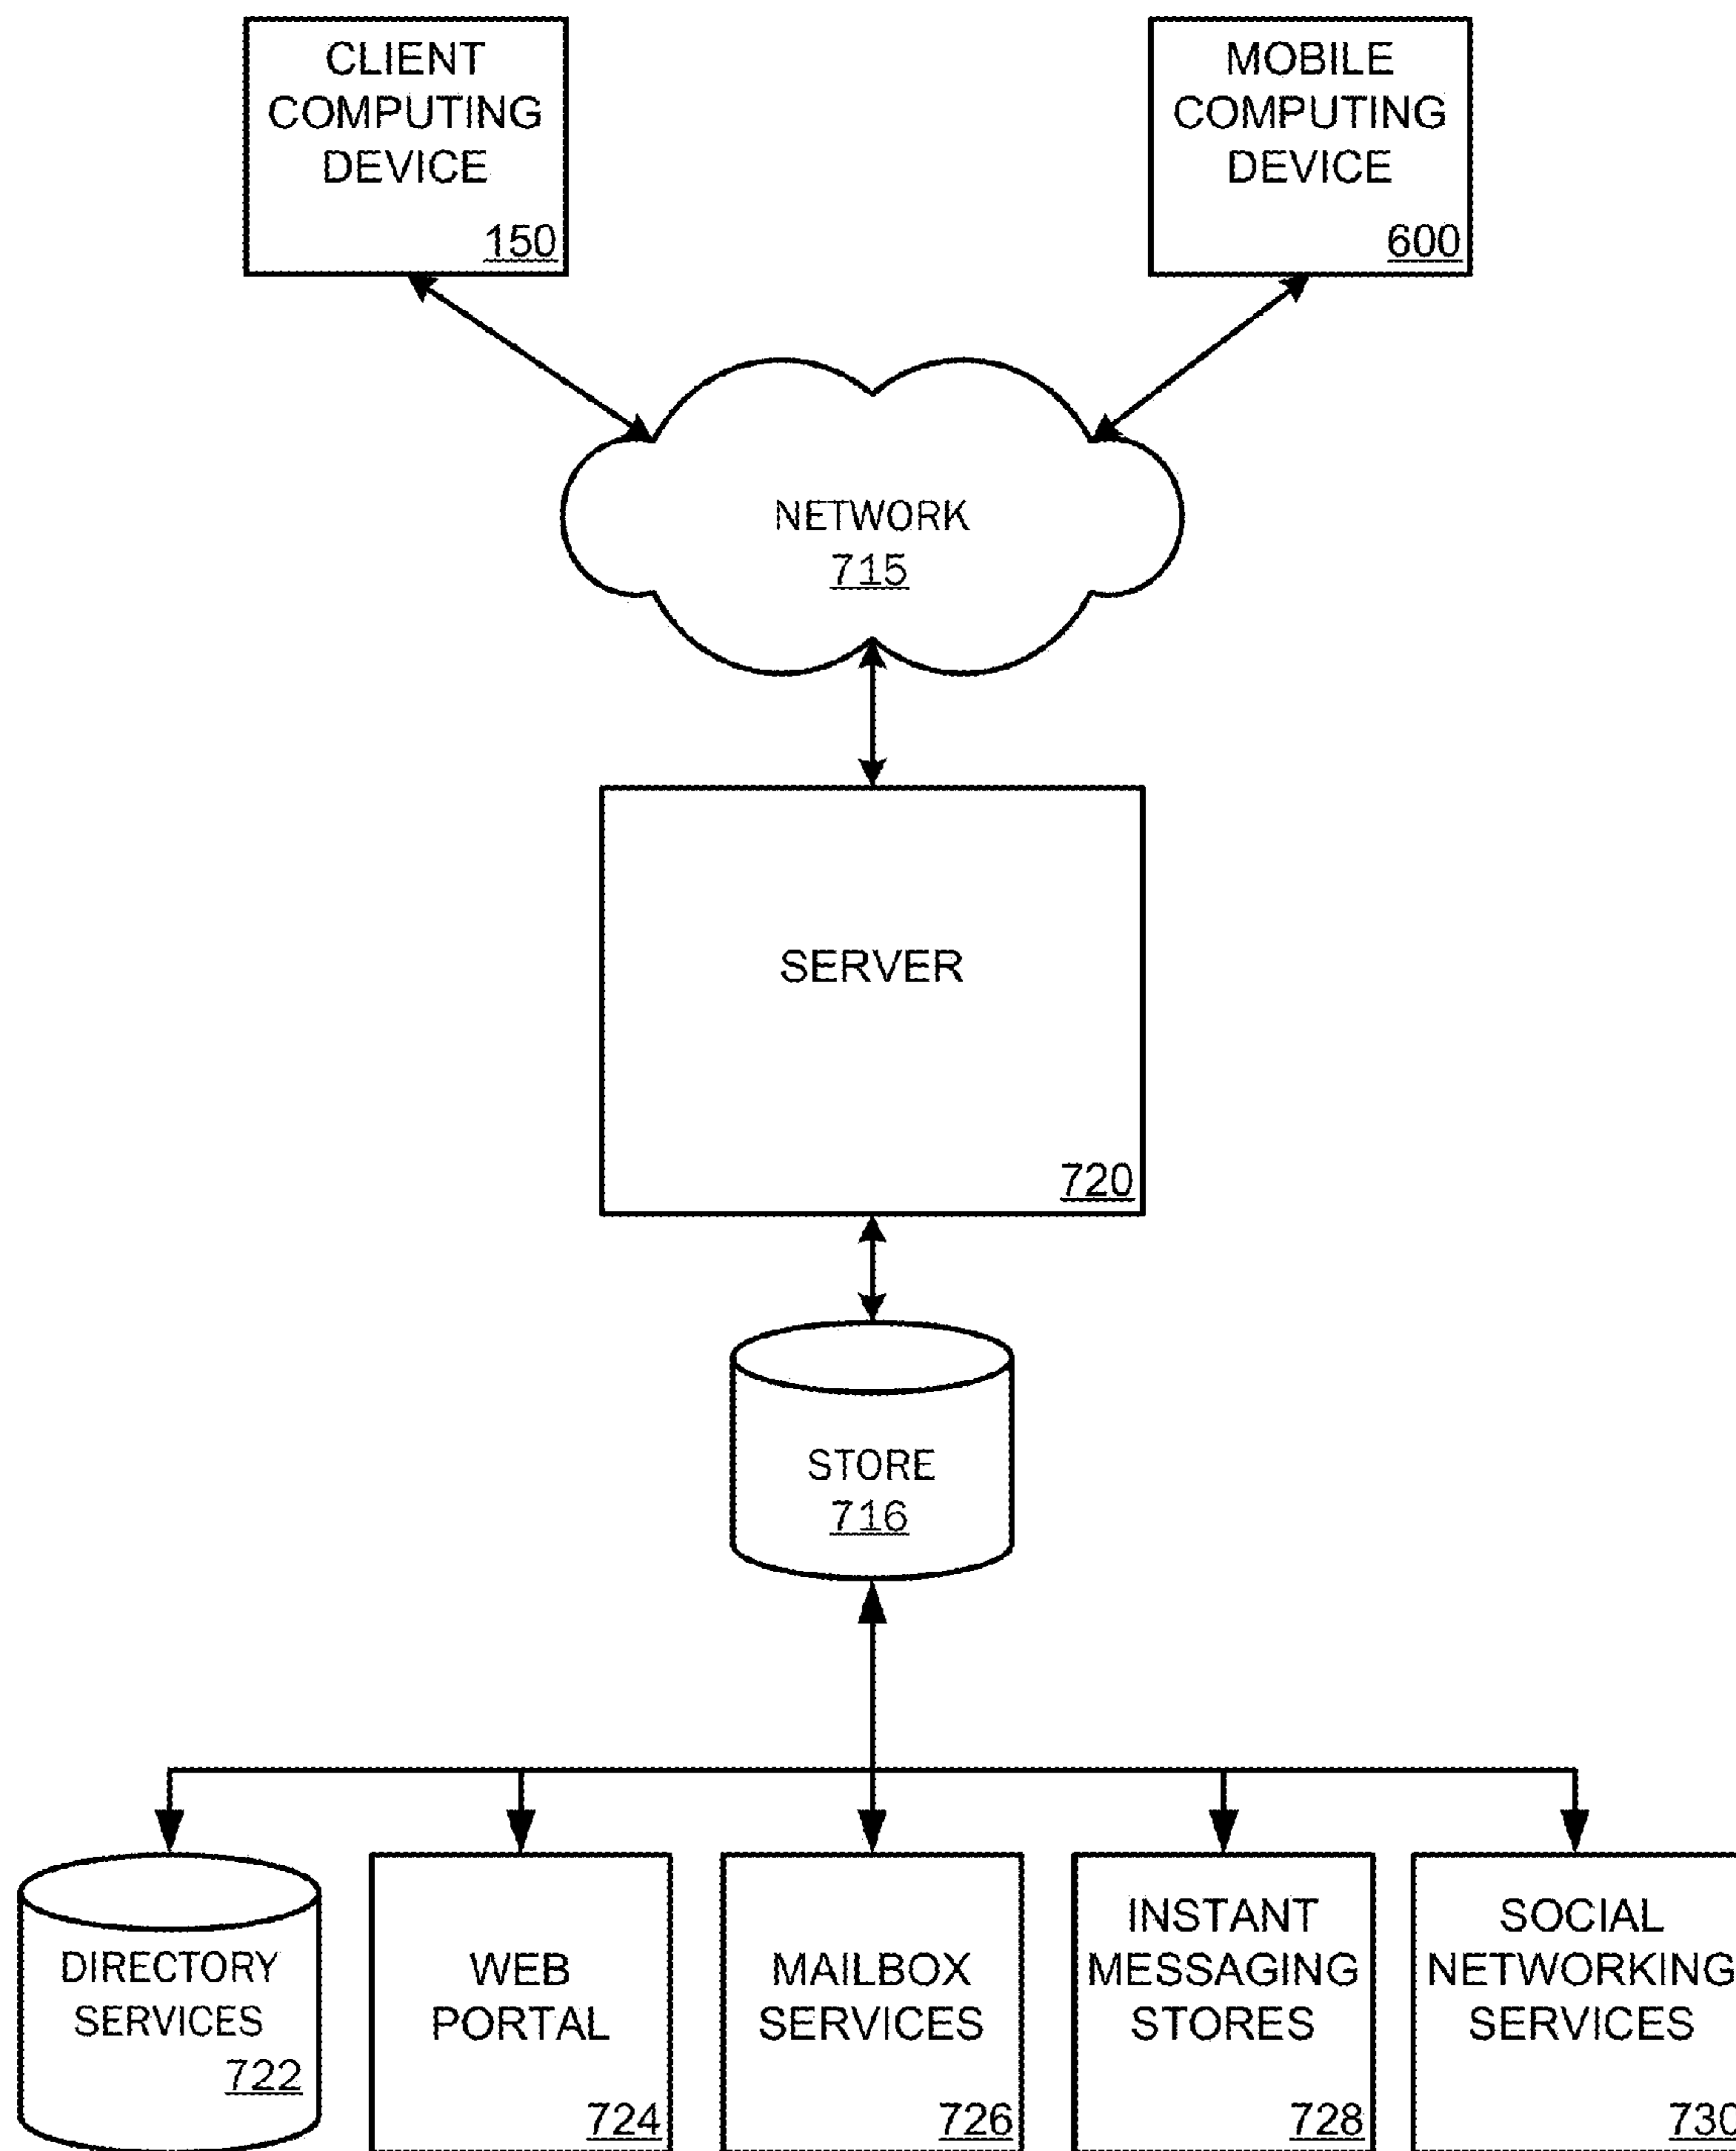 CLIENT
COMPUTING
DEVICE
150
MOBILE
COMPUTING
DEVICE
600
NETWORK
715
SERVER
720
STORE
716
DIRECTORY
SERVICES
722
WEB
PORTAL
724
MAILBOX
SERVICES
726
INSTANT
MESSAGING
STORES
728
SOCIAL
NETWORKING
SERVICES
730